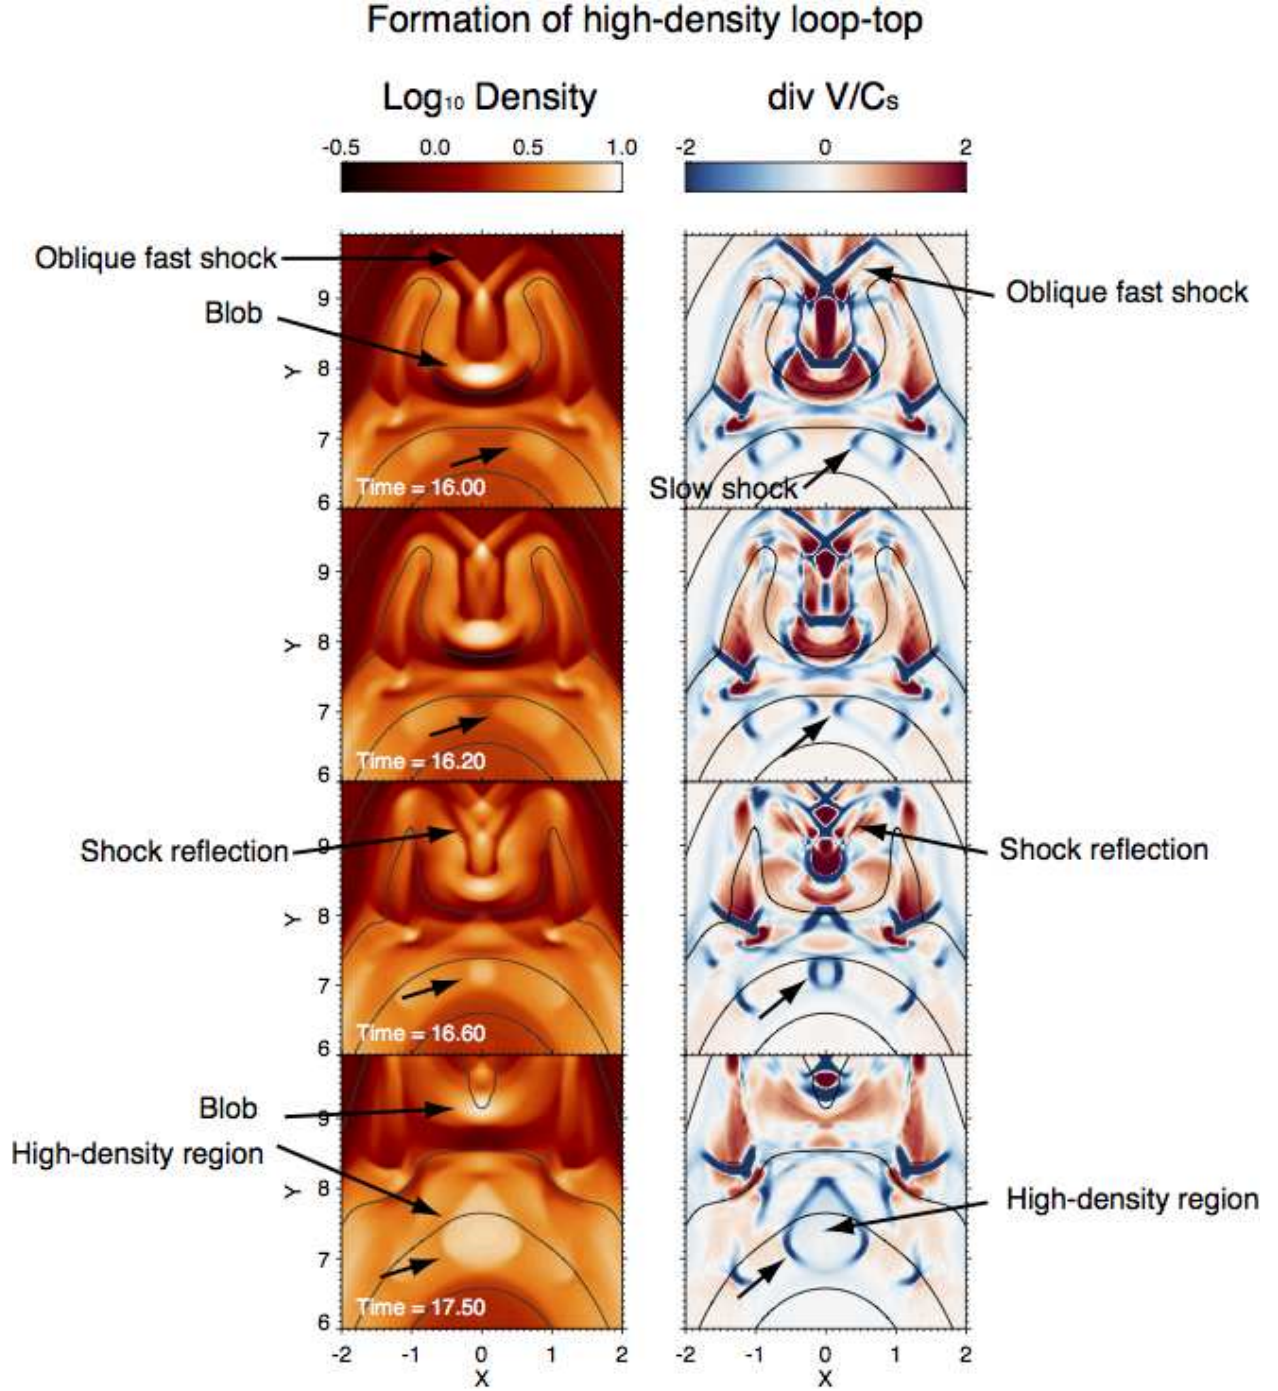 Formation of high-density loop-top
Log₁₀ Density
div V/Cs
-0.5 0.0 0.5 1.0
-2 0 2
Oblique fast shock
Oblique fast shock
Blob
9
Y 8
7
Slow shock
Time = 16.00
6
9
Y 8
7
Time = 16.20
6
Shock reflection
Shock reflection
9
Y 8
7
Time = 16.60
6
Blob
9
High-density region
High-density region
Y 8
7
Time = 17.50
6
-2 -1 0 1 2
-2 -1 0 1 2
X
X